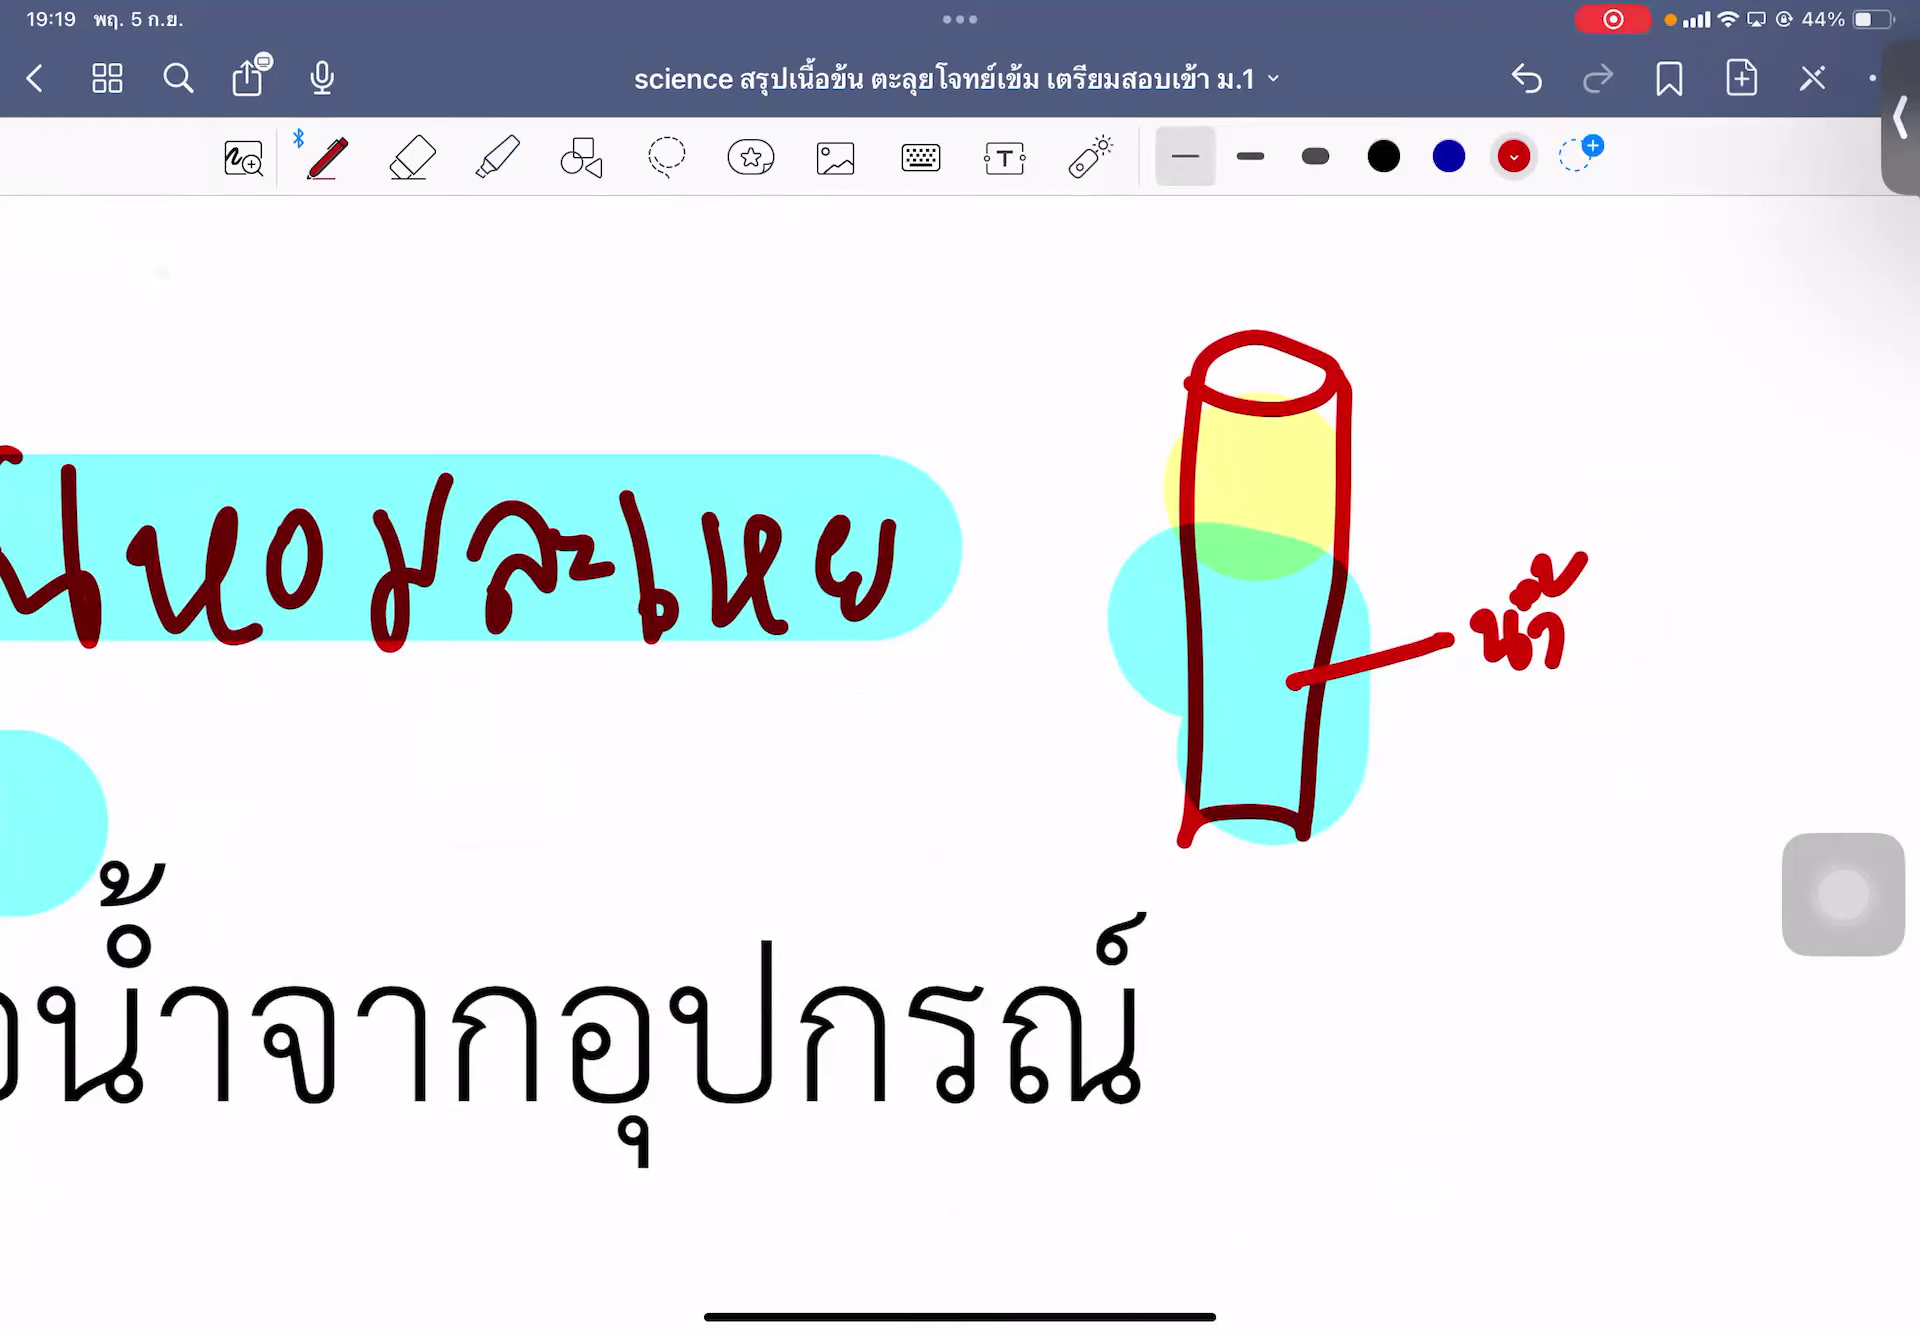 19:19 พฤ. 5 ก.ย.
44%
science สรุปเนื้อข้น ตะลุยโจทย์เข้ม เตรียมสอบเข้า ม.1
T
หอมละเหย
น้ำ
น้ำจากอุปกรณ์